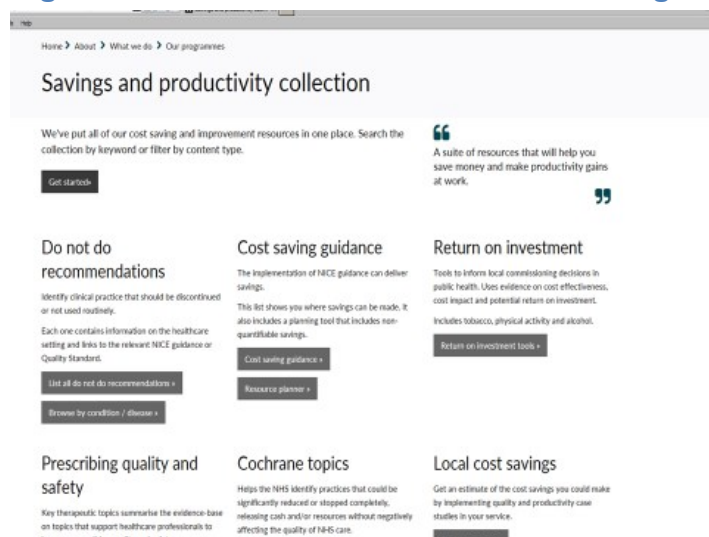 Home > About > What we do > Our programmes
Savings and productivity collection
We've put all of our cost saving and improvement resources in one place. Search the
collection by keyword or filter by content type.
Get started»
“
A suite of resources that will help you
save money and make productivity gains
at work.
”
Do not do
recommendations
Identify clinical practice that should be discontinued
or not used routinely.
Each one contains information on the healthcare
setting and links to the relevant NICE guidance or
Quality Standard.
List all do not do recommendations »
Browse by condition / disease »
Cost saving guidance
The implementation of NICE guidance can deliver
savings.
This list shows you where savings can be made. It
also includes a planning tool that includes non-
quantifiable savings.
Cost saving guidance »
Resource planner »
Return on investment
Tools to inform local commissioning decisions in
public health. Uses evidence on cost effectiveness,
cost impact and potential return on investment.
Includes tobacco, physical activity and alcohol.
Return on investment tools »
Prescribing quality and
safety
Key therapeutic topics summarise the evidence-base
on topics that support healthcare professionals to
Cochrane topics
Helps the NHS identify practices that could be
significantly reduced or stopped completely,
releasing cash and/or resources without negatively
affecting the quality of NHS care.
Local cost savings
Get an estimate of the cost savings you could make
by implementing quality and productivity case
studies in your service.